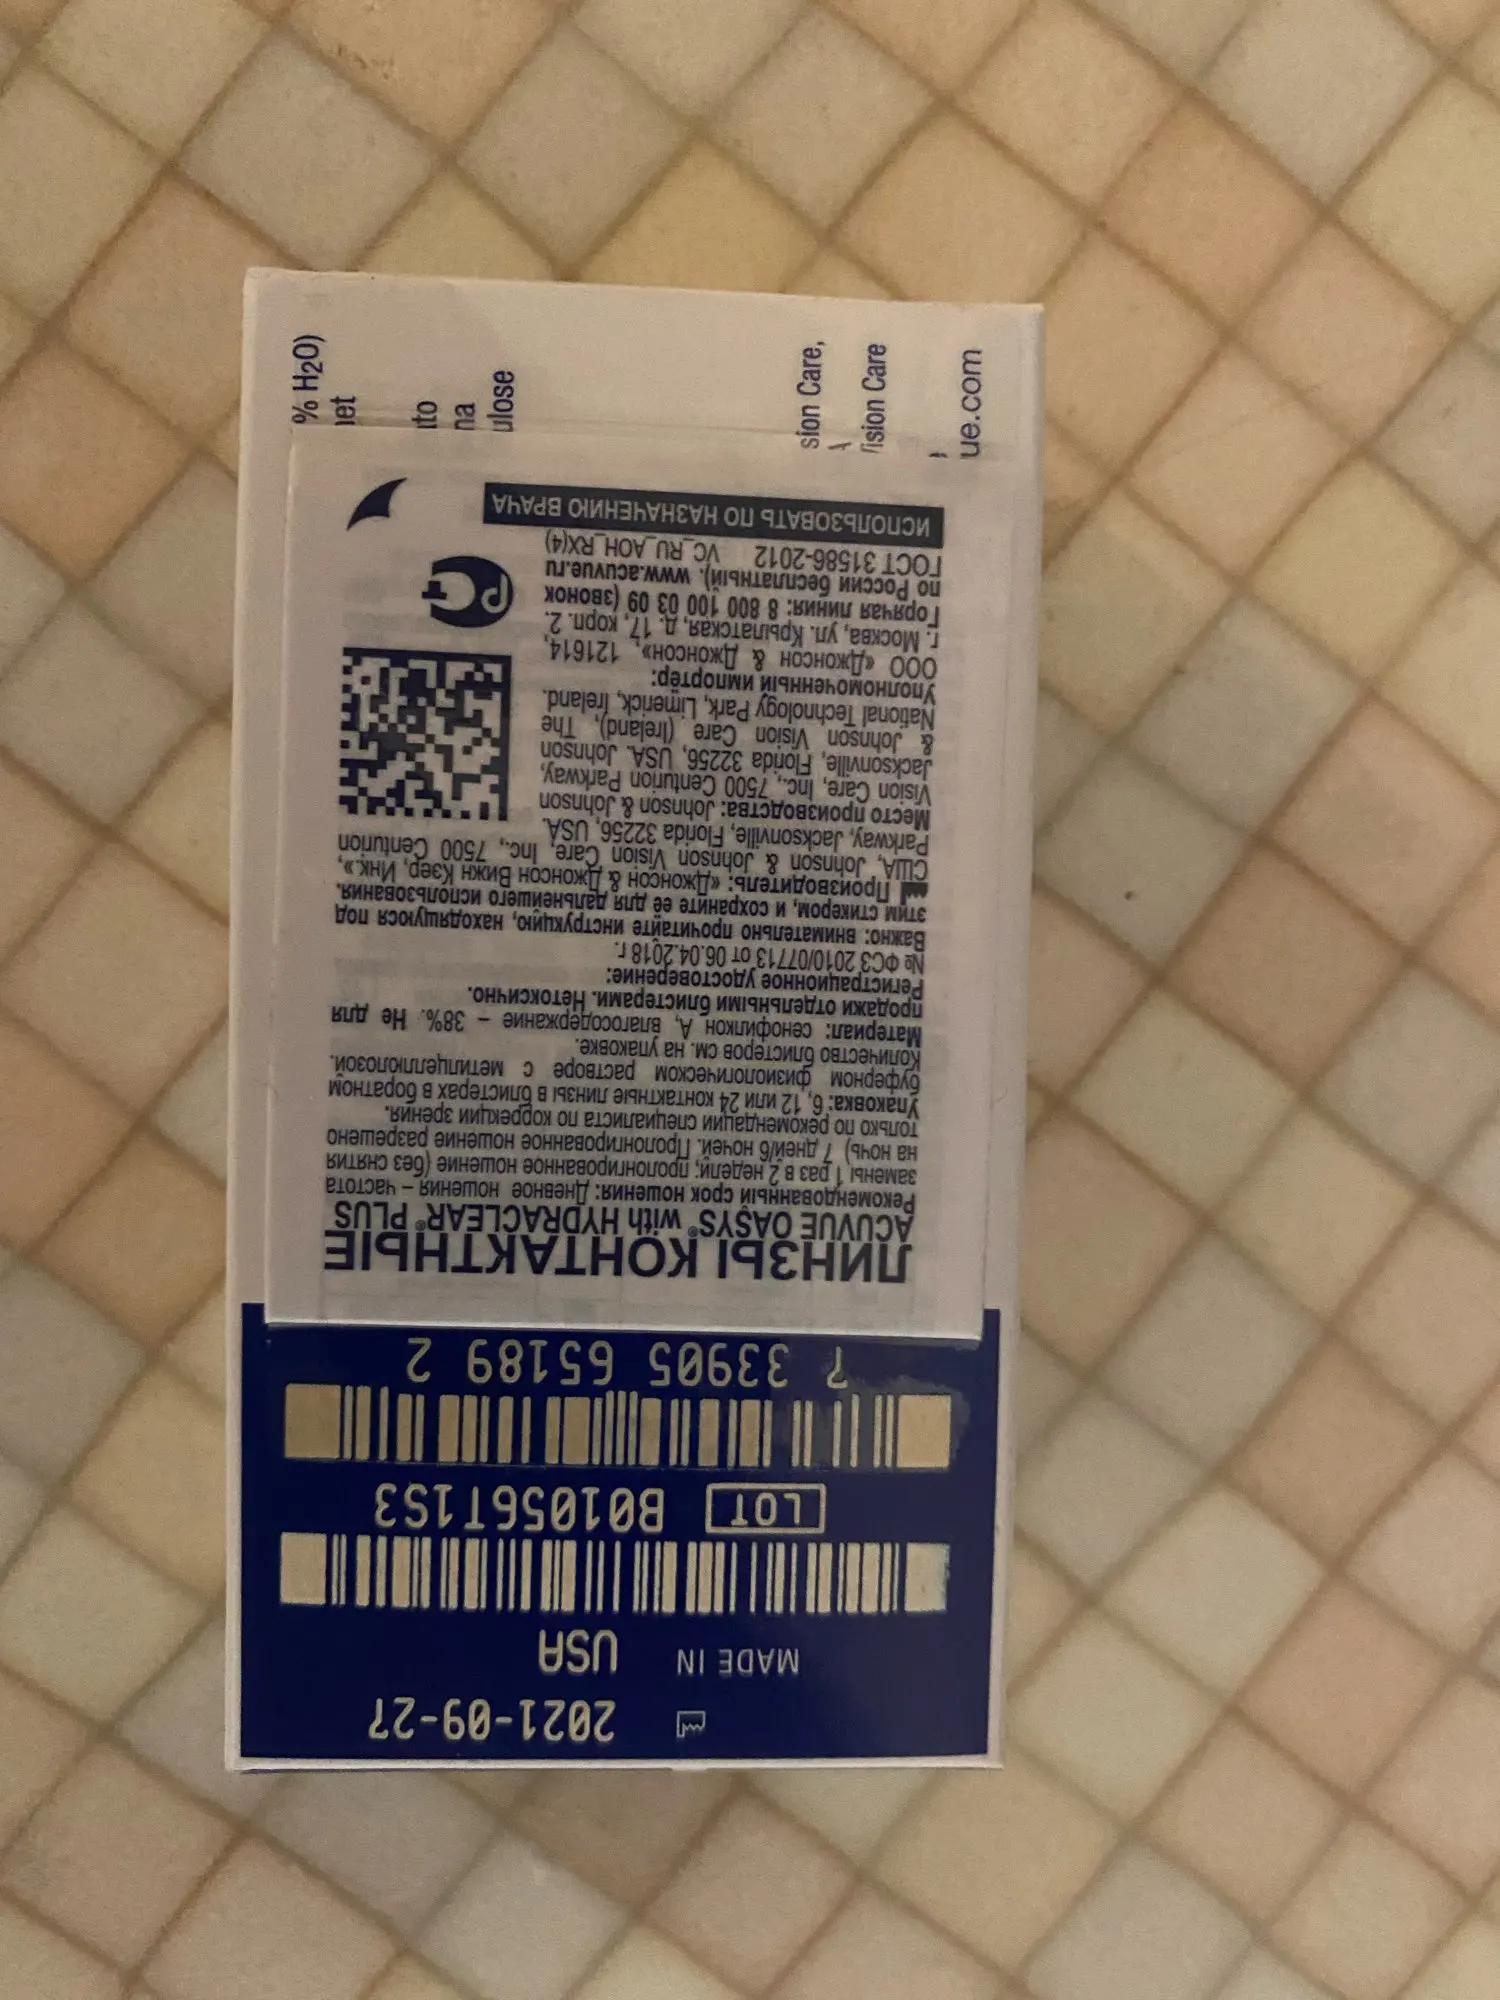 2021-09-27
MADE IN USA
LOT B01056T1S3
7 33905 65189 2
ЛИНЗЫ КОНТАКТНЫЕ
ACUVUE OASYS® with HYDRACLEAR® PLUS
Рекомендованный срок ношения: Дневное ношения – частота
замены 1 раз в 2 недели; пролонгированное ношение (без снятия
на ночь) 7 дней/6 ночей. Пролонгированное ношение разрешено
только по рекомендации специалиста по коррекции зрения.
Упаковка: 6, 12 или 24 контактные линзы в блистерах в боратном
буферном физиологическом растворе с метилцеллюлозой.
Количество блистеров см. на упаковке.
Материал: сенофилкон А, влагосодержание – 38%. Не для
продажи отдельными блистерами. Нетоксично.
Регистрационное удостоверение:
№ ФСЗ 2010/07713 от 06.04.2018 г.
Важно: внимательно прочитайте инструкцию, находящуюся под
этим стикером, и сохраните её для дальнейшего использования.
Производитель: «Джонсон & Джонсон Вижн Кээр, Инк.»,
США, Johnson & Johnson Vision Care, Inc., 7500 Centurion
Parkway, Jacksonville, Florida 32256, USA.
Место производства: Johnson & Johnson
Vision Care, Inc., 7500 Centurion Parkway,
Jacksonville, Florida 32256, USA. Johnson
& Johnson Vision Care (Ireland), The
National Technology Park, Limerick, Ireland.
Уполномоченный импортёр:
ООО «Джонсон & Джонсон», 121614,
г. Москва, ул. Крылатская, д. 17, корп. 2.
Горячая линия: 8 800 100 03 09 (звонок
по России бесплатный). www.acuvue.ru
ГОСТ 31586-2012 VC_RU_AOH_RX(4)
ИСПОЛЬЗОВАТЬ ПО НАЗНАЧЕНИЮ ВРАЧА
РСТ
% H2O)
net
ito
na
ulose
sion Care,
ision Care
ue.com